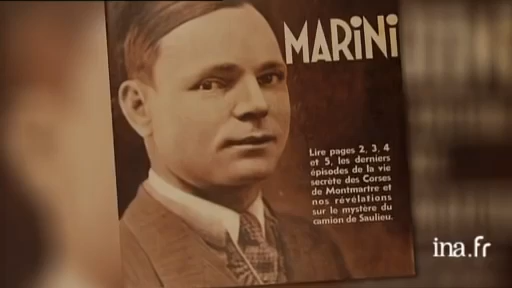 MARiNi
Lire pages 2, 3, 4
et 5, les derniers
épisodes de la vie
secrète des Corses
de Montmartre et
nos révélations
sur le mystère du
camion de Saulieu.
ina.fr